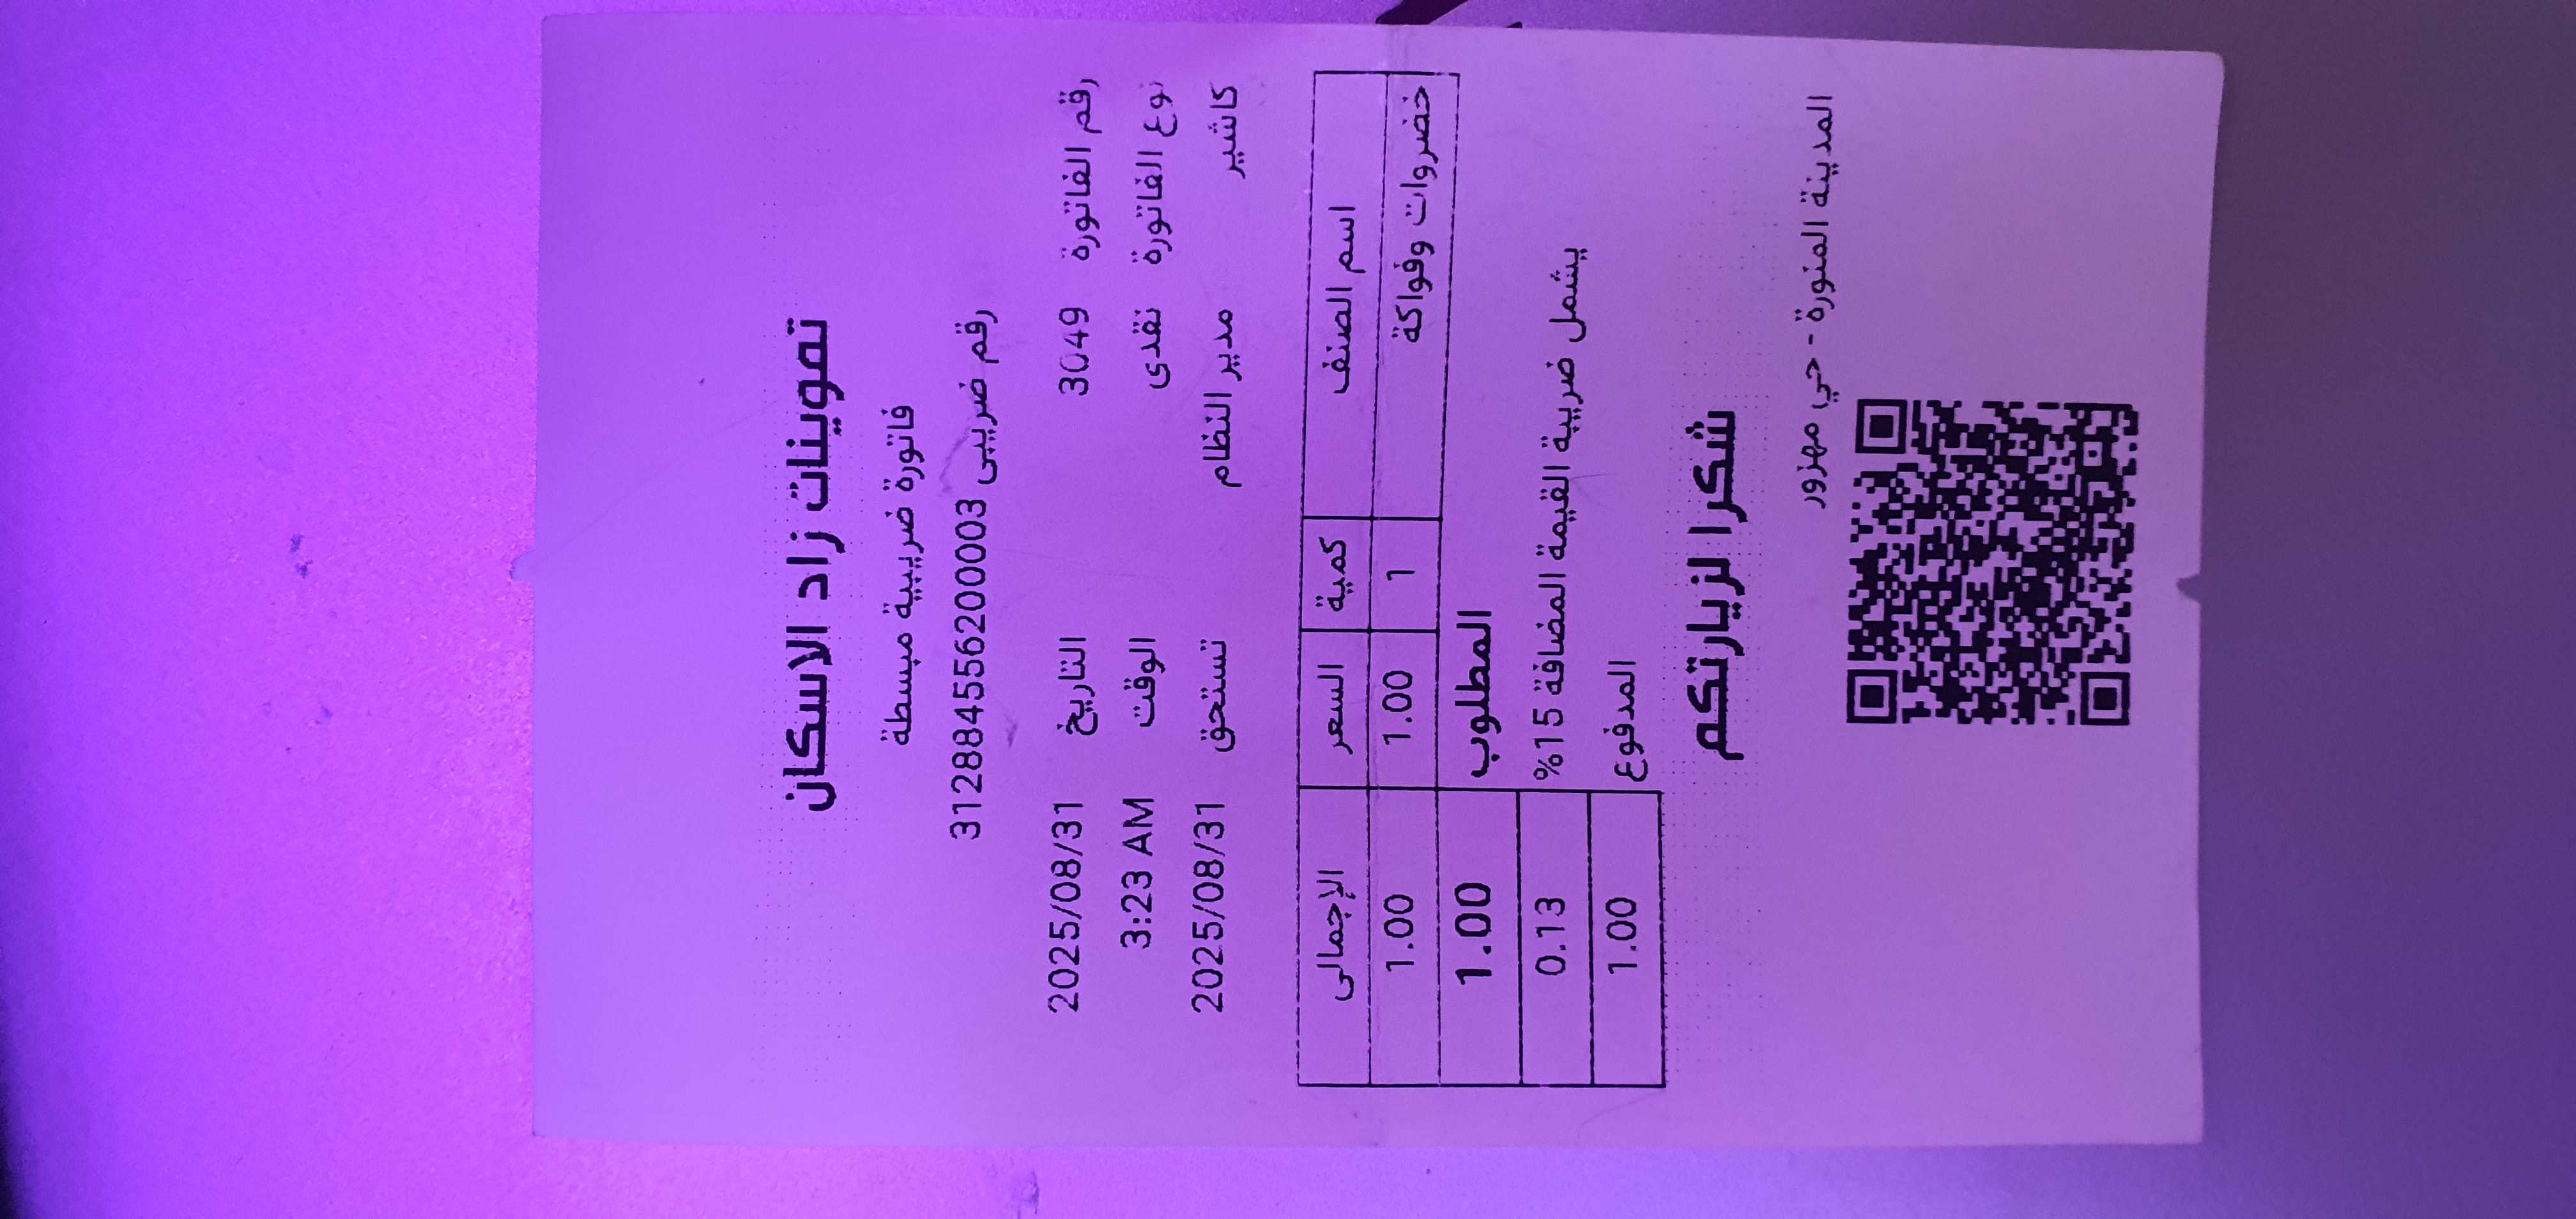 تموينات زاد الاسكان
فاتورة ضريبية مبسطة
رقم ضريبى 312884556200003
رقم الفاتورة 3049 التاريخ 2025/08/31
نوع الفاتورة نقدى الوقت 3:23 AM
كاشير مدير النظام تستحق 2025/08/31
اسم الصنف كمية السعر الإجمالى
خضروات وفواكة 1 1.00 1.00
المطلوب 1.00
يشمل ضريبة القيمة المضافة 15% 0.13
المدفوع 1.00
شكرا لزيارتكم
المدينة المنورة - حي مهزور